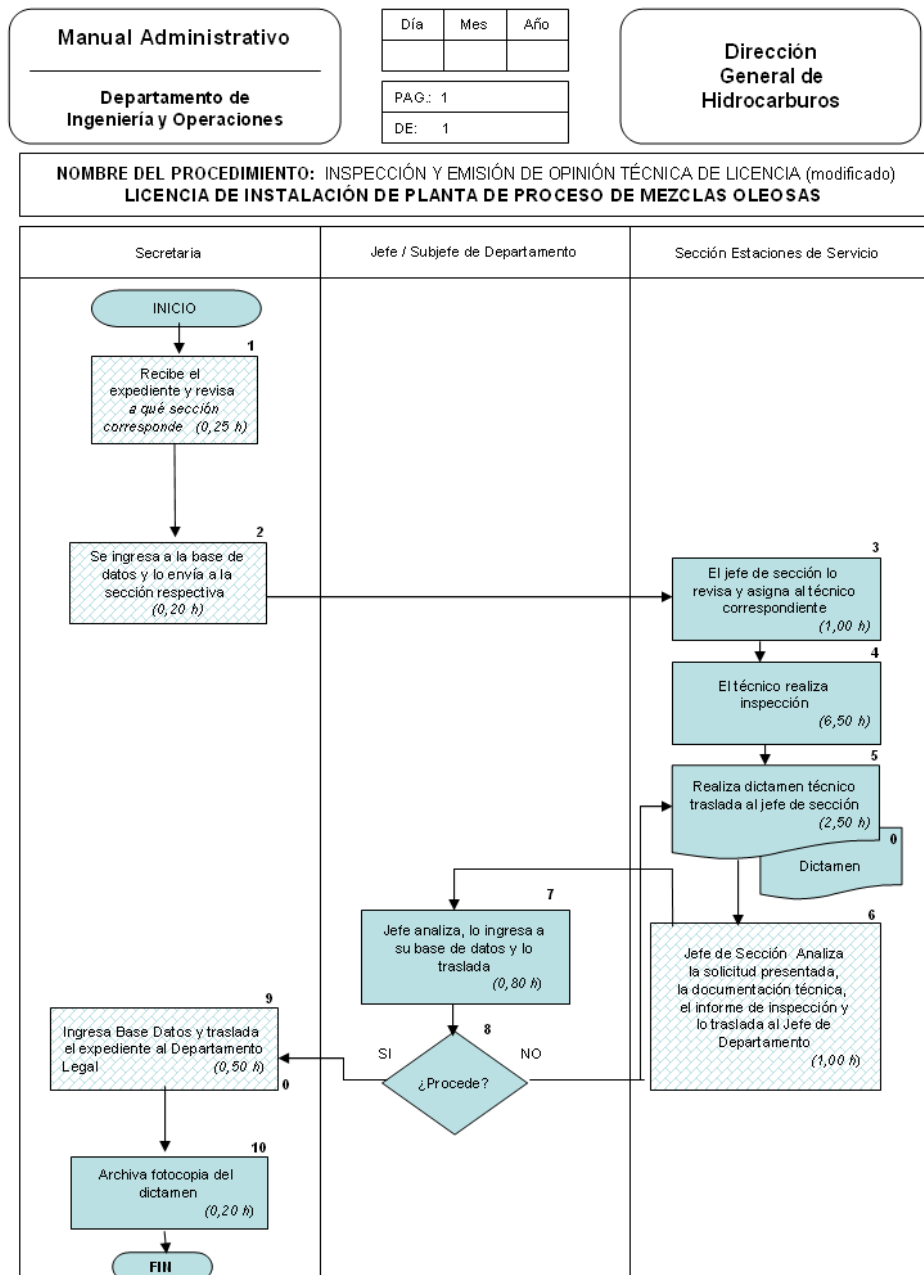 Manual Administrativo
Departamento de
Ingeniería y Operaciones
Día Mes Año
PAG.: 1
DE: 1
Dirección
General de
Hidrocarburos
NOMBRE DEL PROCEDIMIENTO: INSPECCIÓN Y EMISIÓN DE OPINIÓN TÉCNICA DE LICENCIA (modificado)
LICENCIA DE INSTALACIÓN DE PLANTA DE PROCESO DE MEZCLAS OLEOSAS
Secretaria
Jefe / Subjefe de Departamento
Sección Estaciones de Servicio
INICIO
1
Recibe el
expediente y revisa
a qué sección
corresponde (0,25 h)
2
Se ingresa a la base de
datos y lo envía a la
sección respectiva
(0,20 h)
3
El jefe de sección lo
revisa y asigna al técnico
correspondiente
(1,00 h)
4
El técnico realiza
inspección
(6,50 h)
5
Realiza dictamen técnico
traslada al jefe de sección
(2,50 h)
0
Dictamen
6
Jefe de Sección Analiza
la solicitud presentada,
la documentación técnica,
el informe de inspección y
lo traslada al Jefe de
Departamento
(1,00 h)
7
Jefe analiza, lo ingresa a
su base de datos y lo
traslada
(0,80 h)
8
SI
NO
¿Procede?
9
Ingresa Base Datos y traslada
el expediente al Departamento
Legal (0,50 h)
0
10
Archiva fotocopia del
dictamen
(0,20 h)
FIN